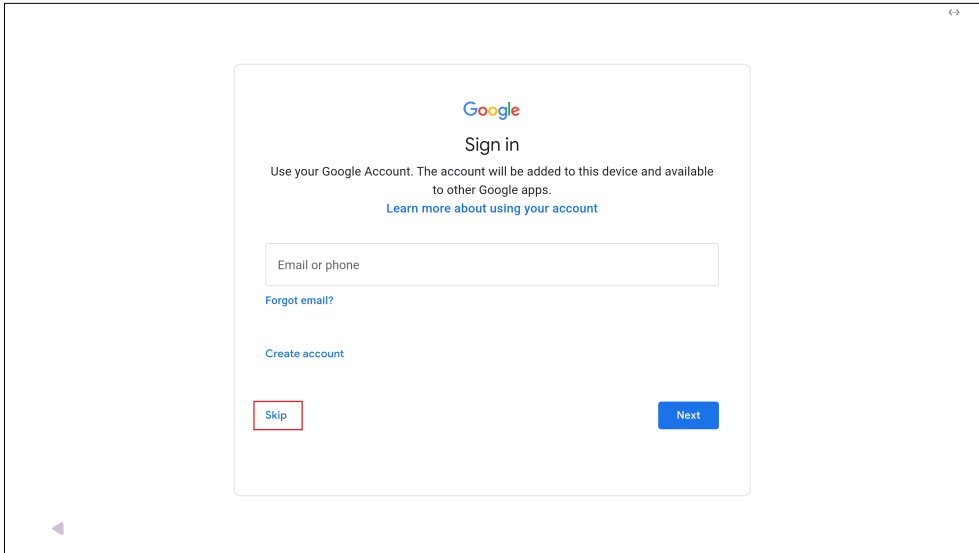 Google
Sign in
Use your Google Account. The account will be added to this device and available
to other Google apps.
Learn more about using your account
Email or phone
Forgot email?
Create account
Skip
Next